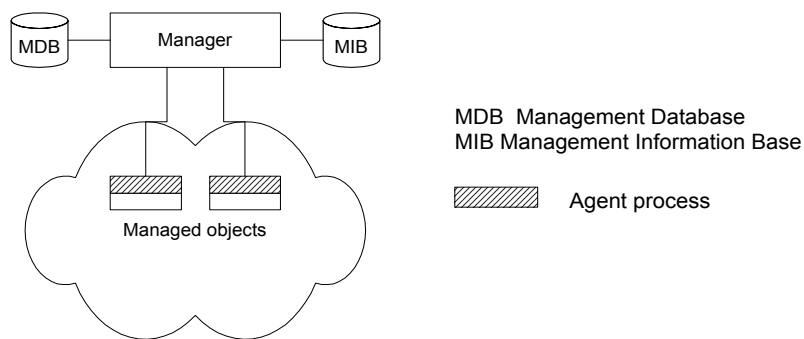 MDB
Manager
MIB
MDB Management Database
MIB Management Information Base
Agent process
Managed objects